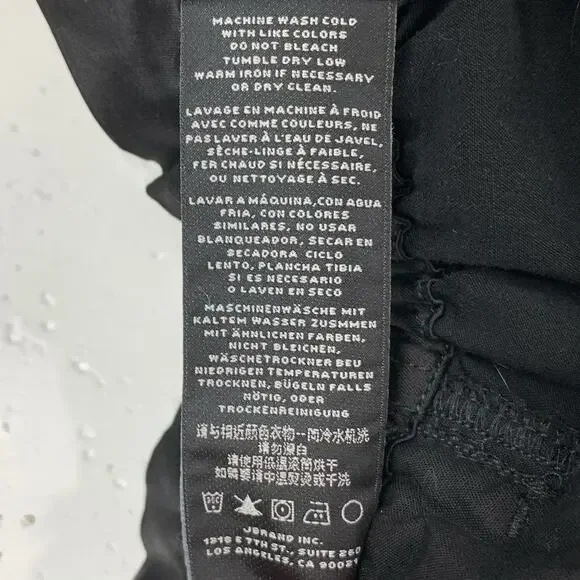 MACHINE WASH COLD
WITH LIKE COLORS
DO NOT BLEACH
TUMBLE DRY LOW
WARM IRON IF NECESSARY
OR DRY CLEAN.
LAVAGE EN MACHINE À FROID
AVEC COMME COULEURS, NE
PAS LAVER À L'EAU DE JAVEL,
SÈCHE-LINGE À FAIBLE,
FER CHAUD SI NÉCESSAIRE,
OU NETTOYAGE À SEC.
LAVAR A MÁQUINA, CON AGUA
FRIA, CON COLORES
SIMILARES, NO USAR
BLANQUEADOR, SECAR EN
SECADORA CICLO
LENTO, PLANCHA TIBIA
SI ES NECESARIO
O LAVEN EN SECO
MASCHINENWÄSCHE MIT
KALTEM WASSER ZUSMMEN
MIT ÄHNLICHEN FARBEN,
NICHT BLEICHEN,
WÄSCHETROCKNER BEU
NIEDRIGEN TEMPERATUREN
TROCKNEN, BÜGELN FALLS
NÖTIG, ODER
TROCKENREINIGUNG
请与相近颜色衣物一同冷水机洗
请勿漂白
请使用低温滚筒烘干
如需要请中温熨烫或干洗
JBRAND INC.
1318 E 7TH ST., SUITE 260
LOS ANGELES, CA 90021